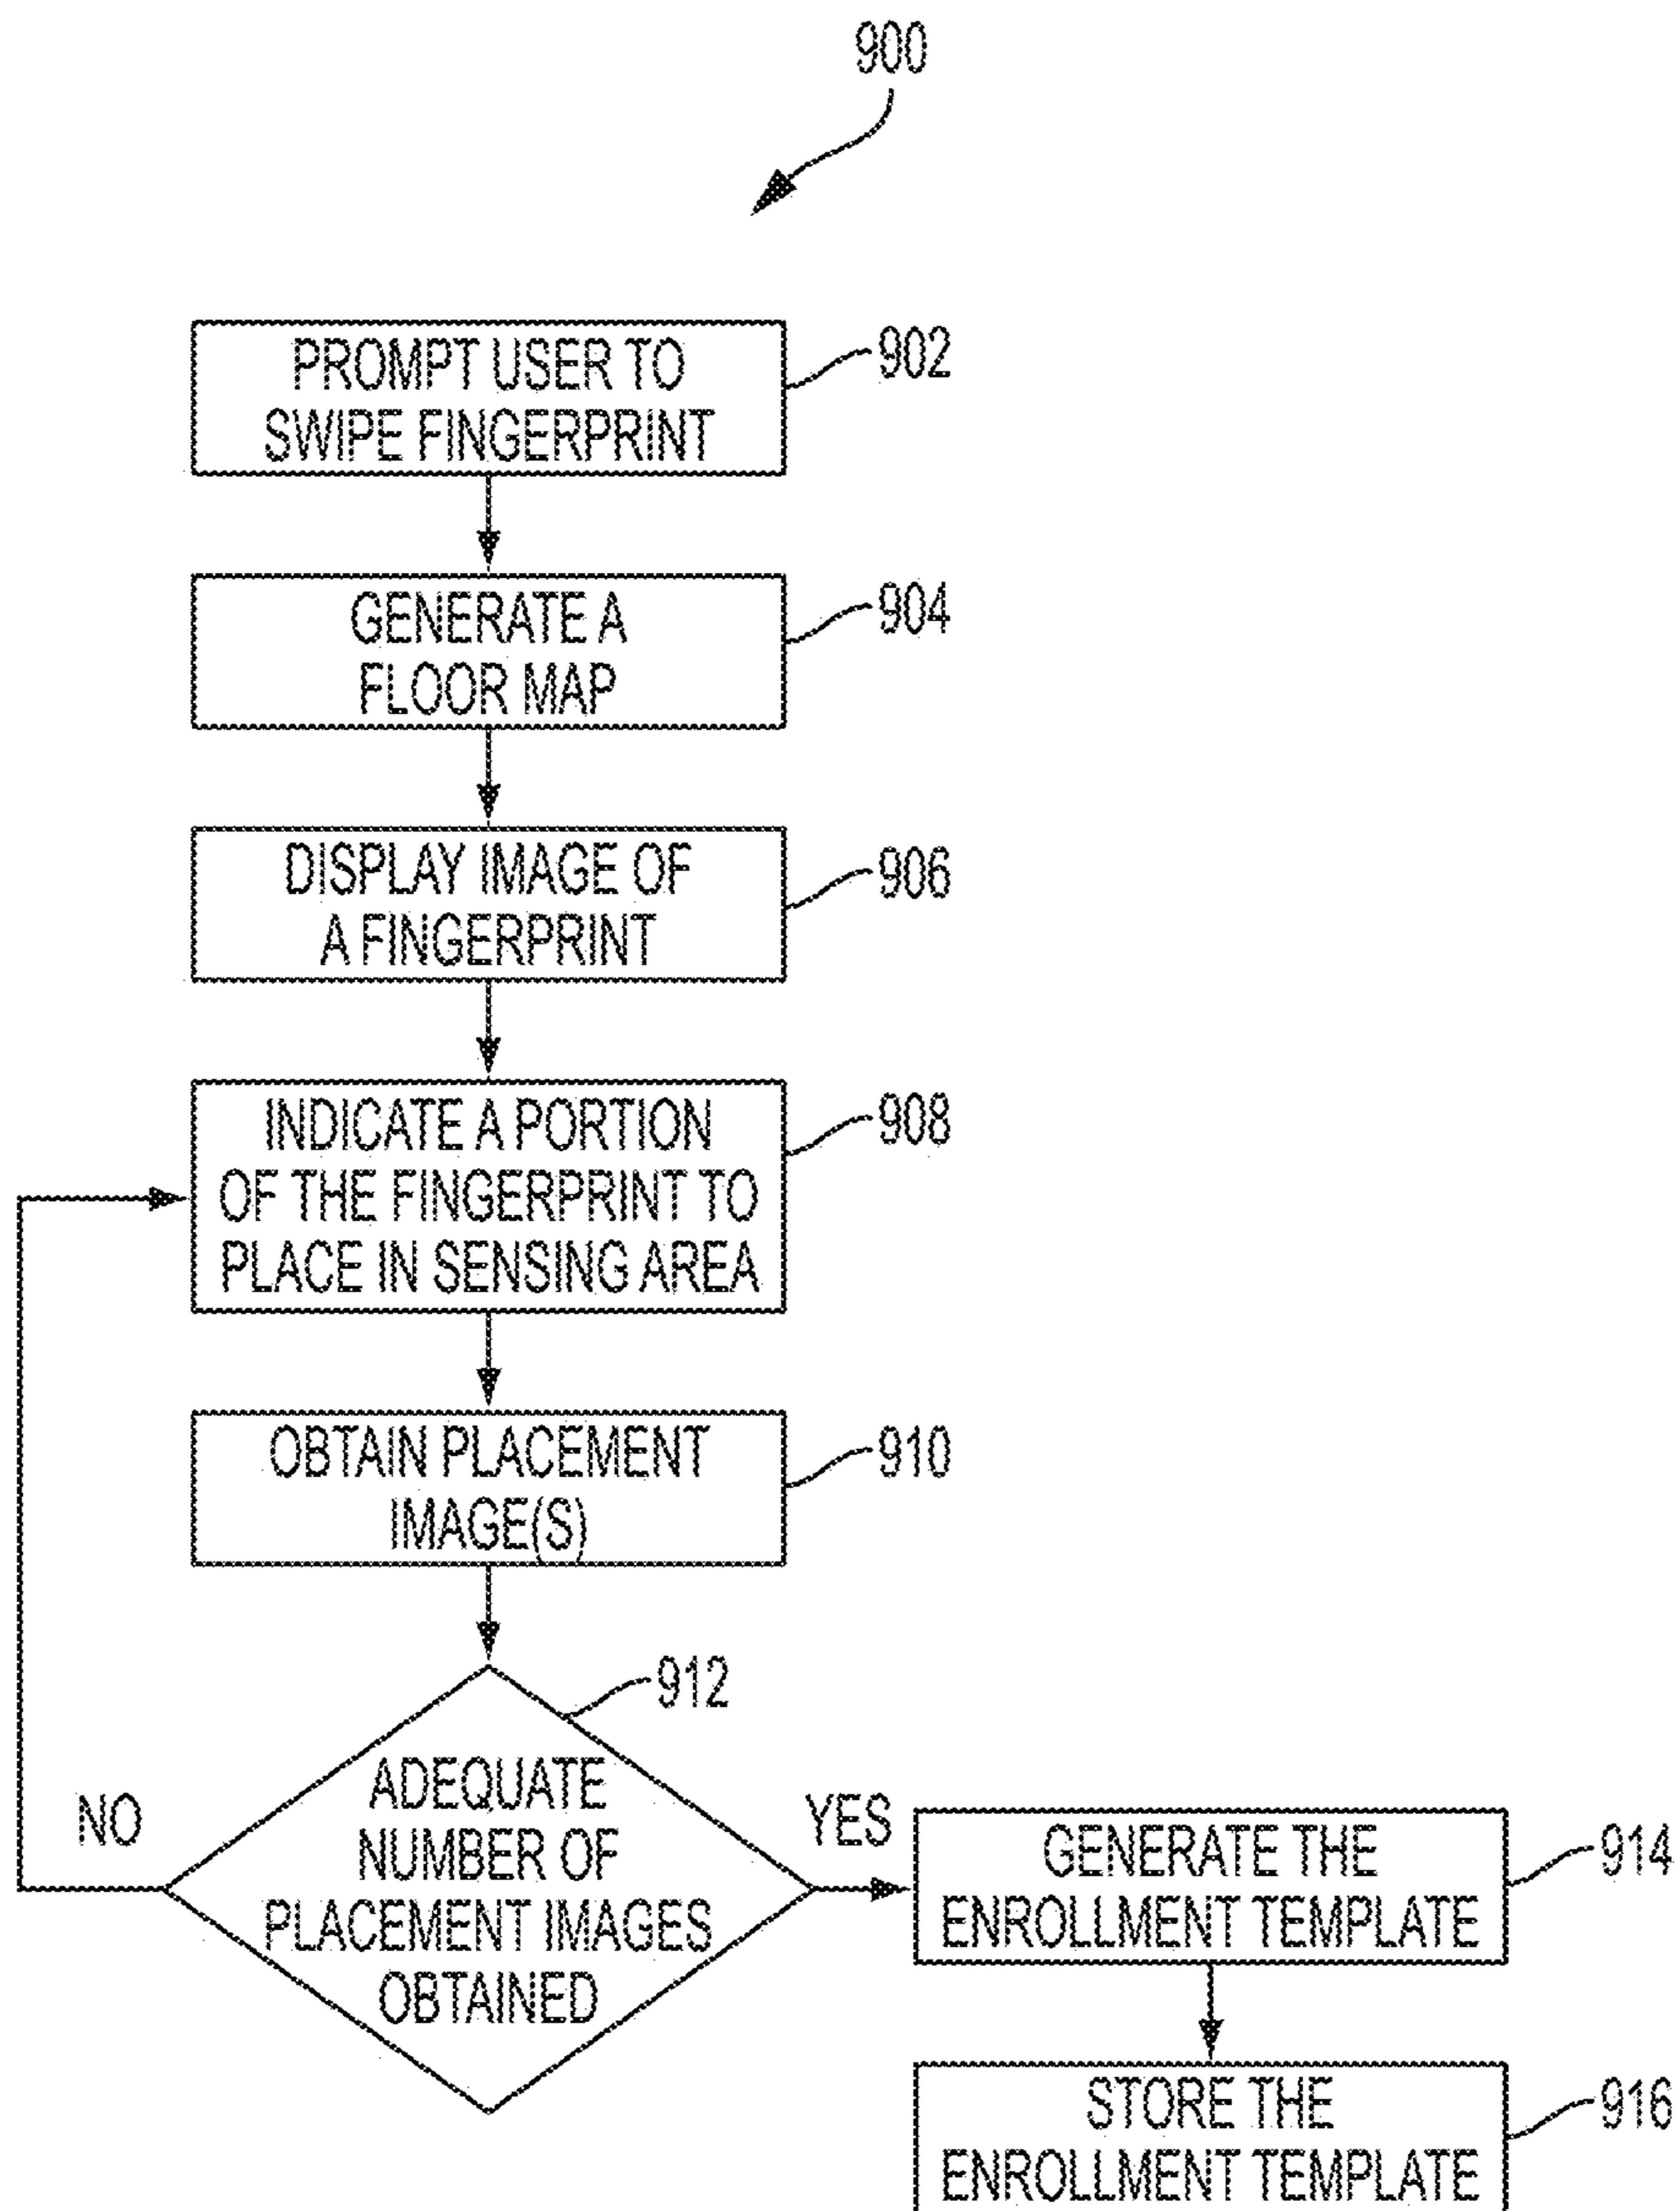 900
PROMPT USER TO
SWIPE FINGERPRINT
902
GENERATE A
FLOOR MAP
904
DISPLAY IMAGE OF
A FINGERPRINT
906
INDICATE A PORTION
OF THE FINGERPRINT TO
PLACE IN SENSING AREA
908
OBTAIN PLACEMENT
IMAGE(S)
910
912
ADEQUATE
NUMBER OF
PLACEMENT IMAGES
OBTAINED
NO
YES
GENERATE THE
ENROLLMENT TEMPLATE
914
STORE THE
ENROLLMENT TEMPLATE
916